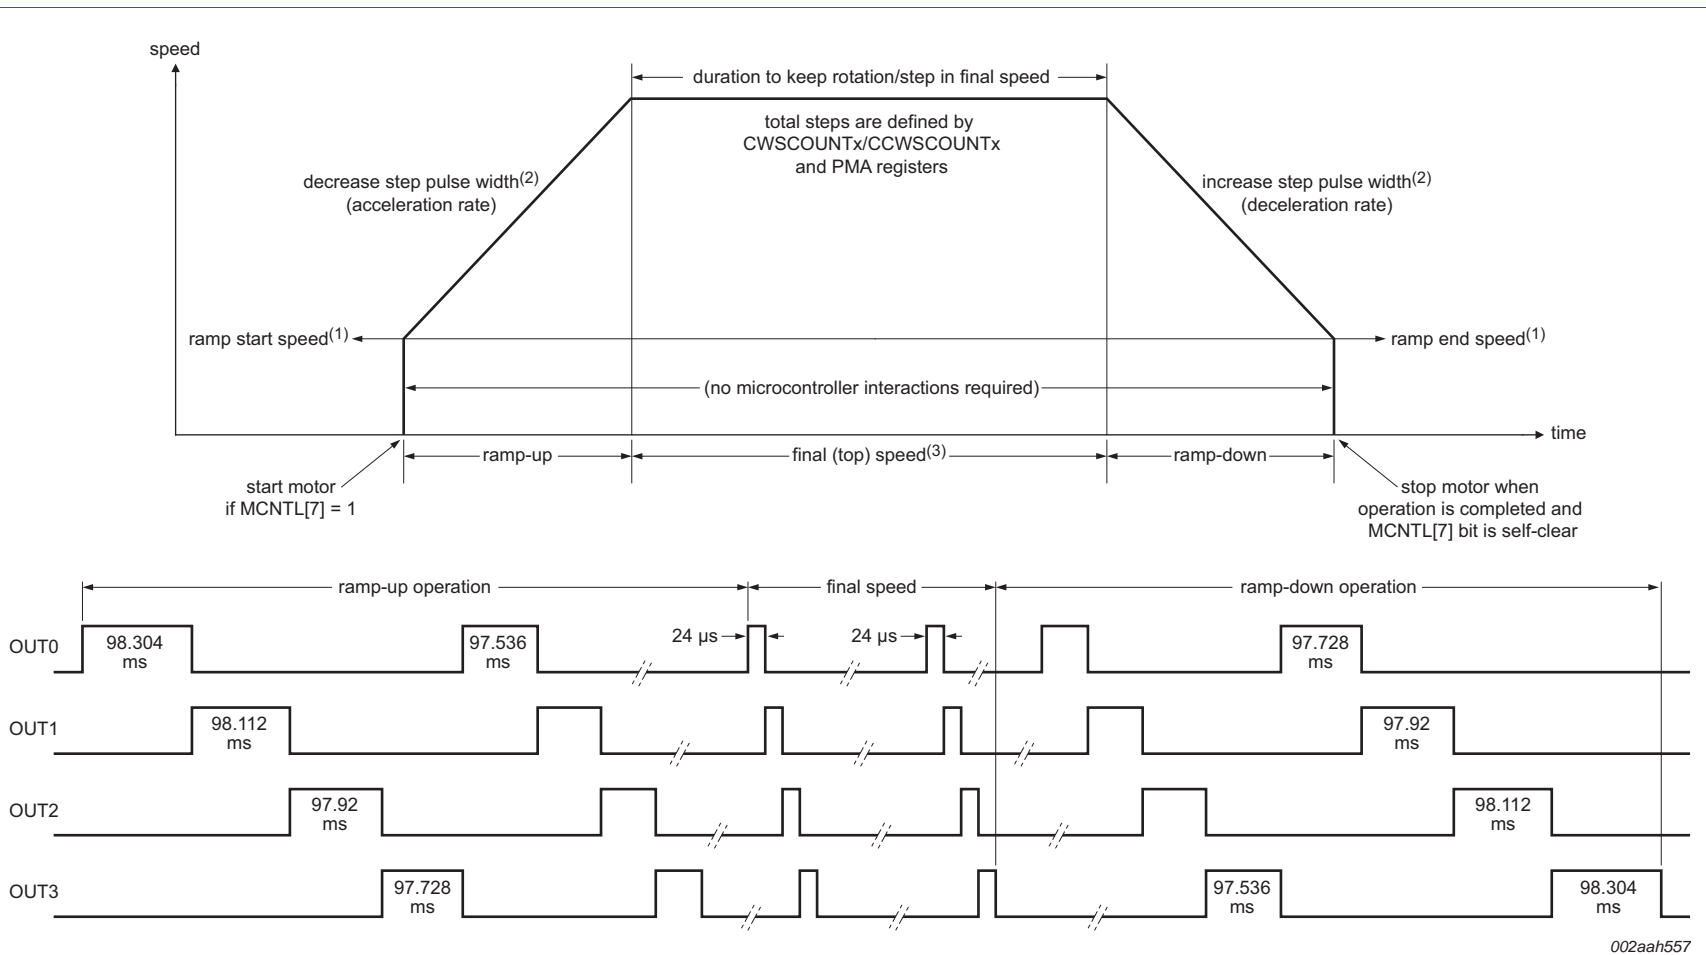 speed
duration to keep rotation/step in final speed
total steps are defined by
CWSCOUNTx/CCWSCOUNTx
and PMA registers
decrease step pulse width(2)
(acceleration rate)
increase step pulse width(2)
(deceleration rate)
ramp start speed(1)
ramp end speed(1)
(no microcontroller interactions required)
time
ramp-up
final (top) speed(3)
ramp-down
start motor
if MCNTL[7] = 1
stop motor when
operation is completed and
MCNTL[7] bit is self-clear
ramp-up operation
final speed
ramp-down operation
OUT0
98.304
ms
97.536
ms
24 μs
24 μs
97.728
ms
OUT1
98.112
ms
97.92
ms
OUT2
97.92
ms
98.112
ms
OUT3
97.728
ms
97.536
ms
98.304
ms
002aah557